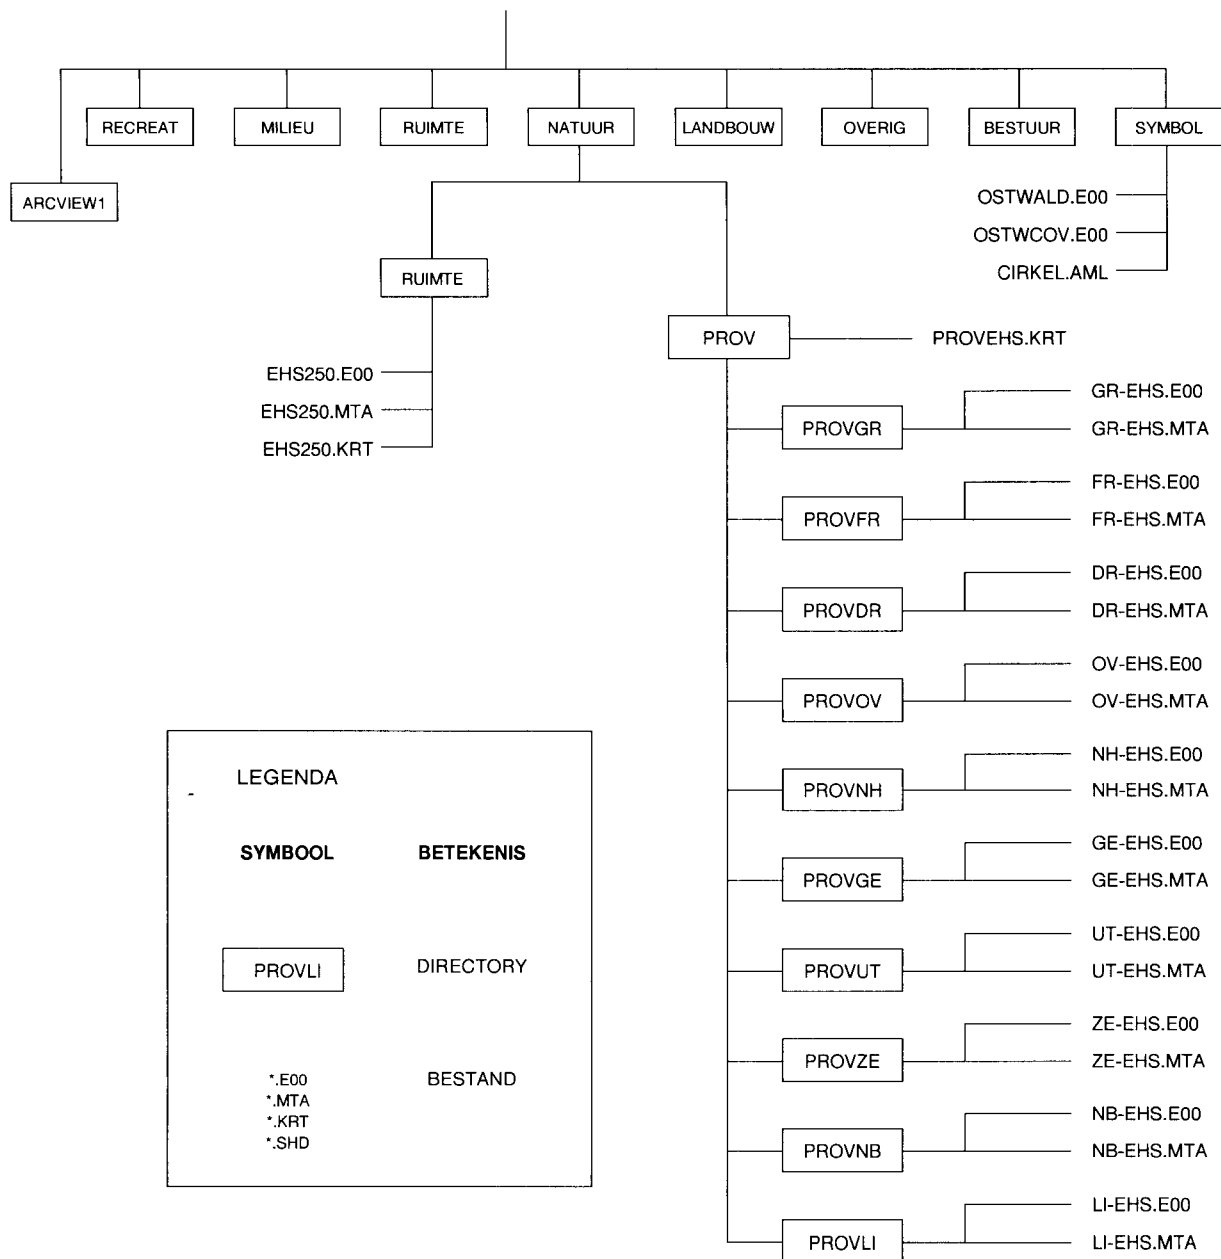 RECREAT
MILIEU
RUIMTE
NATUUR
LANDBOUW
OVERIG
BESTUUR
SYMBOL
ARCVIEW1
OSTWALD.E00
OSTWCOV.E00
CIRKEL.AML
RUIMTE
EHS250.E00
EHS250.MTA
EHS250.KRT
PROV
PROVEHS.KRT
PROVGR
GR-EHS.E00
GR-EHS.MTA
PROVFR
FR-EHS.E00
FR-EHS.MTA
PROVDR
DR-EHS.E00
DR-EHS.MTA
PROVOV
OV-EHS.E00
OV-EHS.MTA
PROVNH
NH-EHS.E00
NH-EHS.MTA
PROVGE
GE-EHS.E00
GE-EHS.MTA
PROVUT
UT-EHS.E00
UT-EHS.MTA
PROVZE
ZE-EHS.E00
ZE-EHS.MTA
PROVNB
NB-EHS.E00
NB-EHS.MTA
PROVLI
LI-EHS.E00
LI-EHS.MTA
LEGENDA
SYMBOOL BETEKENIS
PROVLI DIRECTORY
*.E00 BESTAND
*.MTA
*.KRT
*.SHD